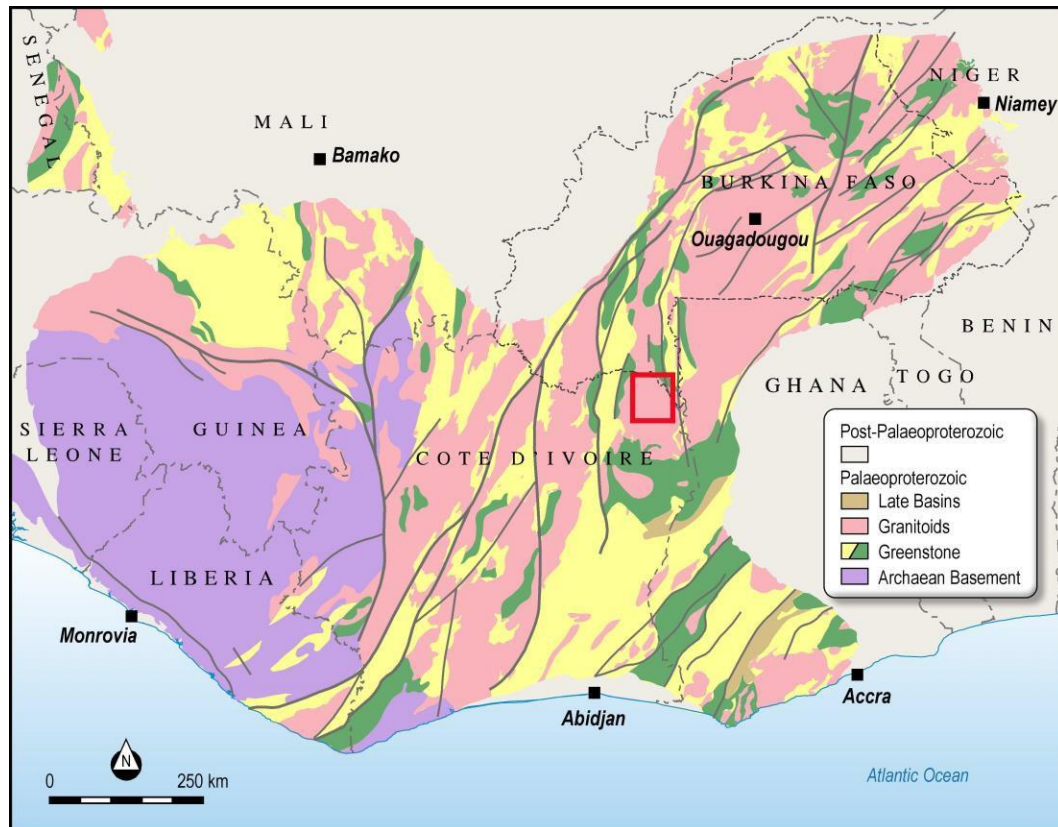 SENEGAL
MALI
Bamako
NIGER
Niamey
BURKINA FASO
Ouagadougou
BENIN
GHANA
TOGO
SIERRA
LEONE
GUINEA
COTE D'IVOIRE
LIBERIA
Monrovia
Abidjan
Accra
Post-Palaeoproterozoic
Palaeoproterozoic
Late Basins
Granitoids
Greenstone
Archaean Basement
N
0 250 km
Atlantic Ocean